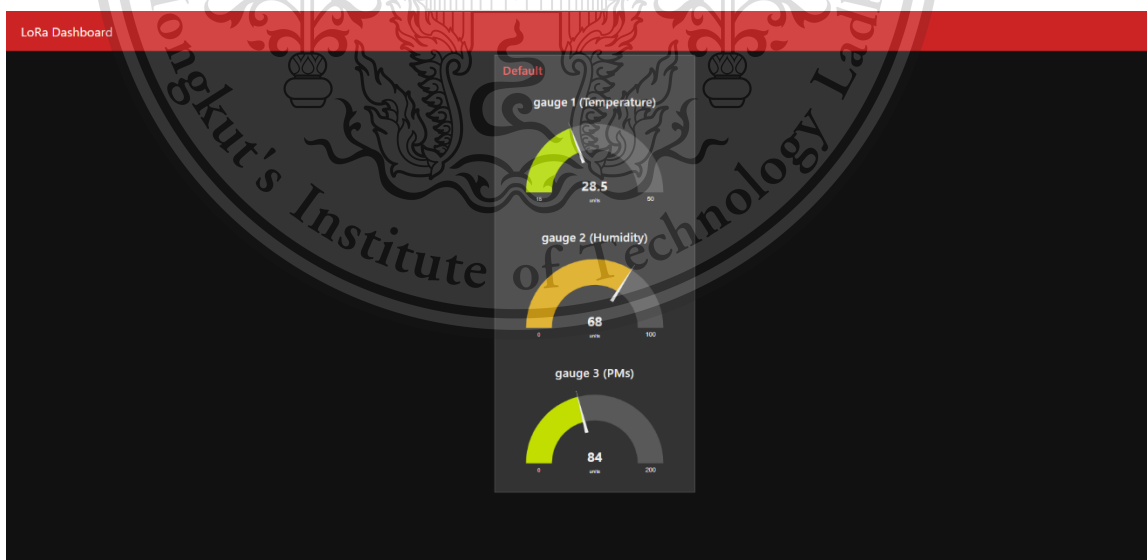 LoRa Dashboard
Default
gauge 1 (Temperature)
28.5
15 units 50
gauge 2 (Humidity)
68
0 units 100
gauge 3 (PMs)
84
0 units 200
ongkut's Institute of Technology Lad